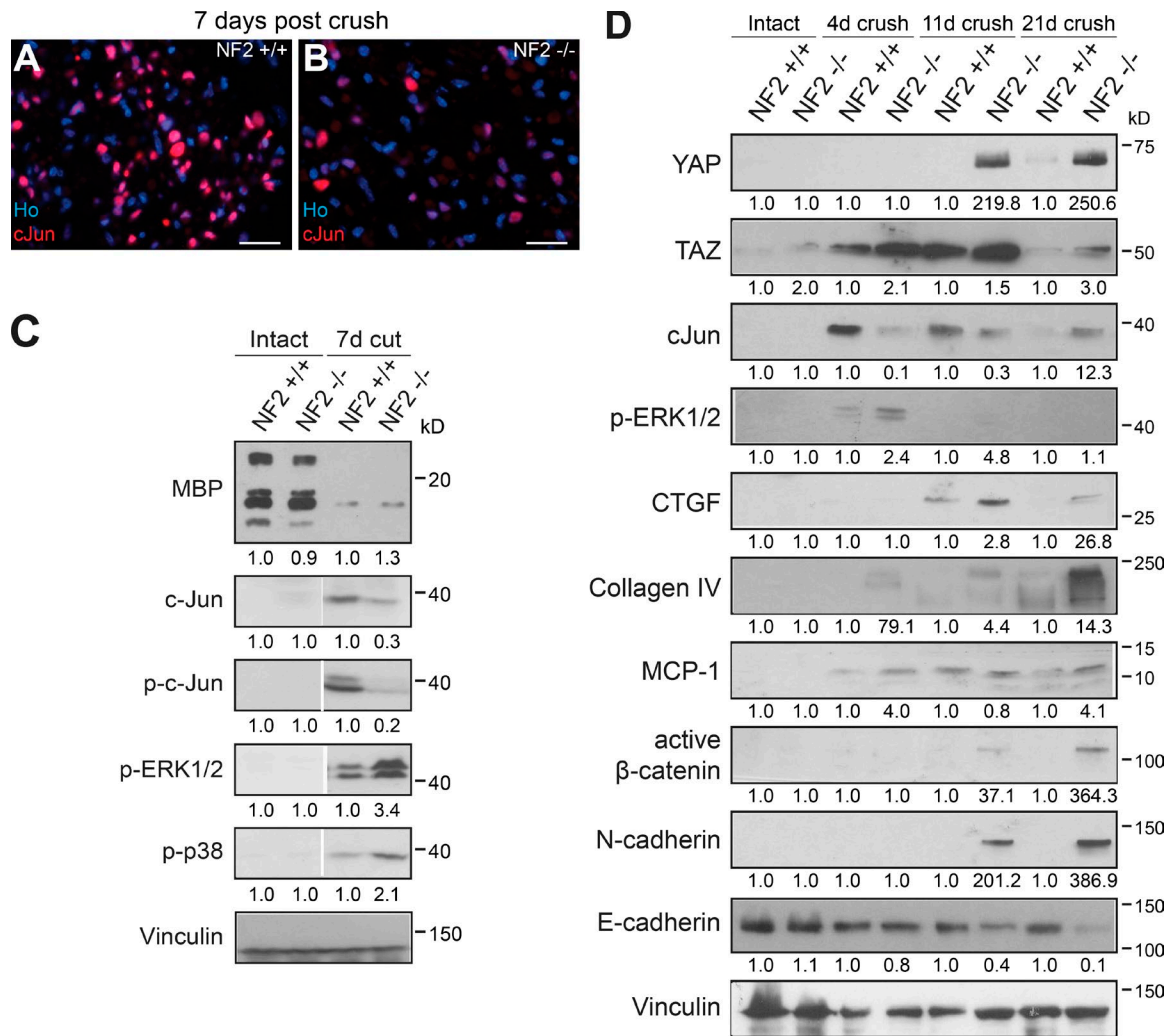 7 days post crush
A NF2 +/+
Ho
cJun
B NF2 -/-
Ho
cJun
C
Intact 7d cut
NF2 +/+ NF2 -/- NF2 +/+ NF2 -/- kD
MBP 20
1.0 0.9 1.0 1.3
c-Jun 40
1.0 1.0 1.0 0.3
p-c-Jun 40
1.0 1.0 1.0 0.2
p-ERK1/2 40
1.0 1.0 1.0 3.4
p-p38 40
1.0 1.0 1.0 2.1
Vinculin 150
D
Intact 4d crush 11d crush 21d crush
NF2 +/+ NF2 -/- NF2 +/+ NF2 -/- NF2 +/+ NF2 -/- NF2 +/+ NF2 -/- kD
YAP 75
1.0 1.0 1.0 1.0 1.0 219.8 1.0 250.6
TAZ 50
1.0 2.0 1.0 2.1 1.0 1.5 1.0 3.0
cJun 40
1.0 1.0 1.0 0.1 1.0 0.3 1.0 12.3
p-ERK1/2 40
1.0 1.0 1.0 2.4 1.0 4.8 1.0 1.1
CTGF 25
1.0 1.0 1.0 1.0 1.0 2.8 1.0 26.8
Collagen IV 250
1.0 1.0 1.0 79.1 1.0 4.4 1.0 14.3
MCP-1 15
10
1.0 1.0 1.0 4.0 1.0 0.8 1.0 4.1
active
β-catenin 100
1.0 1.0 1.0 1.0 1.0 37.1 1.0 364.3
N-cadherin 150
1.0 1.0 1.0 1.0 1.0 201.2 1.0 386.9
E-cadherin 150
100
1.0 1.1 1.0 0.8 1.0 0.4 1.0 0.1
Vinculin 150